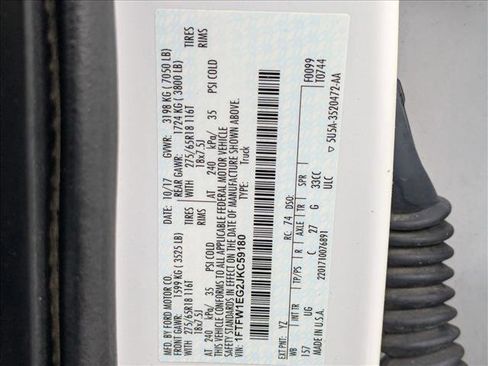 MFD. BY FORD MOTOR CO.
DATE: 10/17 GVWR: 3198 KG ( 7050 LB)
FRONT GAWR: 1599 KG ( 3525 LB) REAR GAWR: 1724 KG ( 3800 LB)
WITH 275/65R18 116T TIRES WITH 275/65R18 116T TIRES
18x7.5J RIMS 18x7.5J RIMS
AT 240 kPa/ 35 PSI COLD AT 240 kPa/ 35 PSI COLD
THIS VEHICLE CONFORMS TO ALL APPLICABLE FEDERAL MOTOR VEHICLE
SAFETY STANDARDS IN EFFECT ON THE DATE OF MANUFACTURE SHOWN ABOVE.
VIN: 1FTFW1EG2JKC59180 TYPE: Truck
F0099
T0744
EXT PNT: YZ RC: 74 DSO:
WB INT TR TP/PS R AXLE TR SPR
157 UG C 27 G 33CC
ULC
MADE IN U.S.A. 2201710076891 ▽ 5U5A-3520472-AA